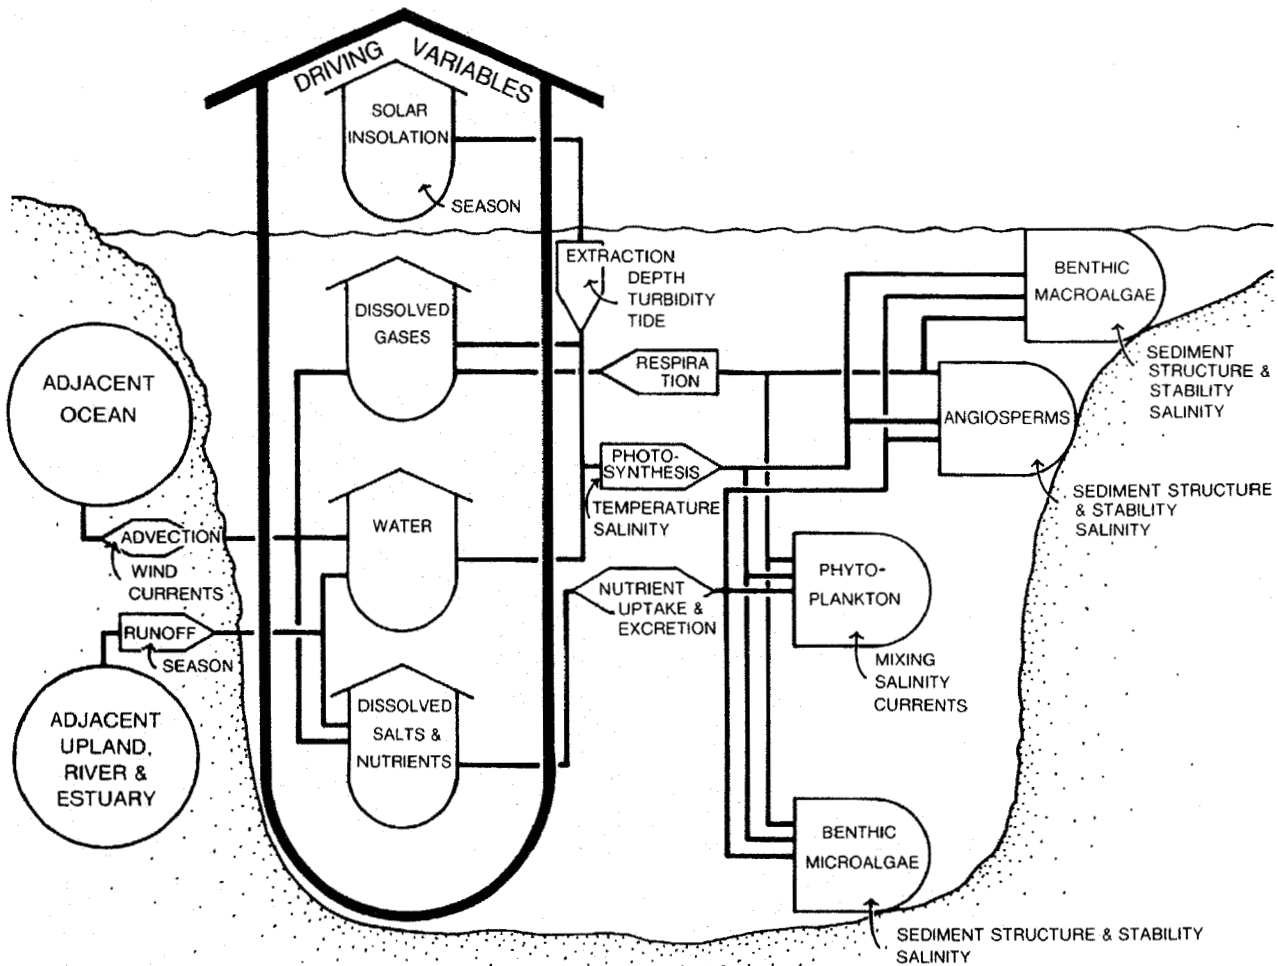 DRIVING VARIABLES
SOLAR
INSOLATION
SEASON
EXTRACTION
DEPTH
TURBIDITY
TIDE
DISSOLVED
GASES
RESPIRA
TION
BENTHIC
MACROALGAE
SEDIMENT
STRUCTURE &
STABILITY
SALINITY
ADJACENT
OCEAN
ANGIOSPERMS
SEDIMENT STRUCTURE
& STABILITY
SALINITY
PHOTO-
SYNTHESIS
TEMPERATURE
SALINITY
WATER
ADVECTION
WIND
CURRENTS
NUTRIENT
UPTAKE &
EXCRETION
PHYTO-
PLANKTON
MIXING
SALINITY
CURRENTS
RUNOFF
SEASON
ADJACENT
UPLAND,
RIVER &
ESTUARY
DISSOLVED
SALTS &
NUTRIENTS
BENTHIC
MICROALGAE
SEDIMENT STRUCTURE & STABILITY
SALINITY